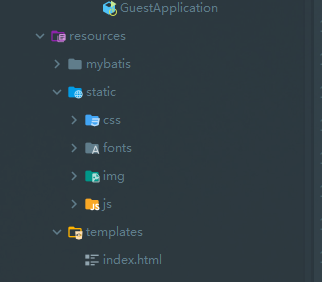 GuestApplication
resources
mybatis
static
css
fonts
img
js
templates
index.html